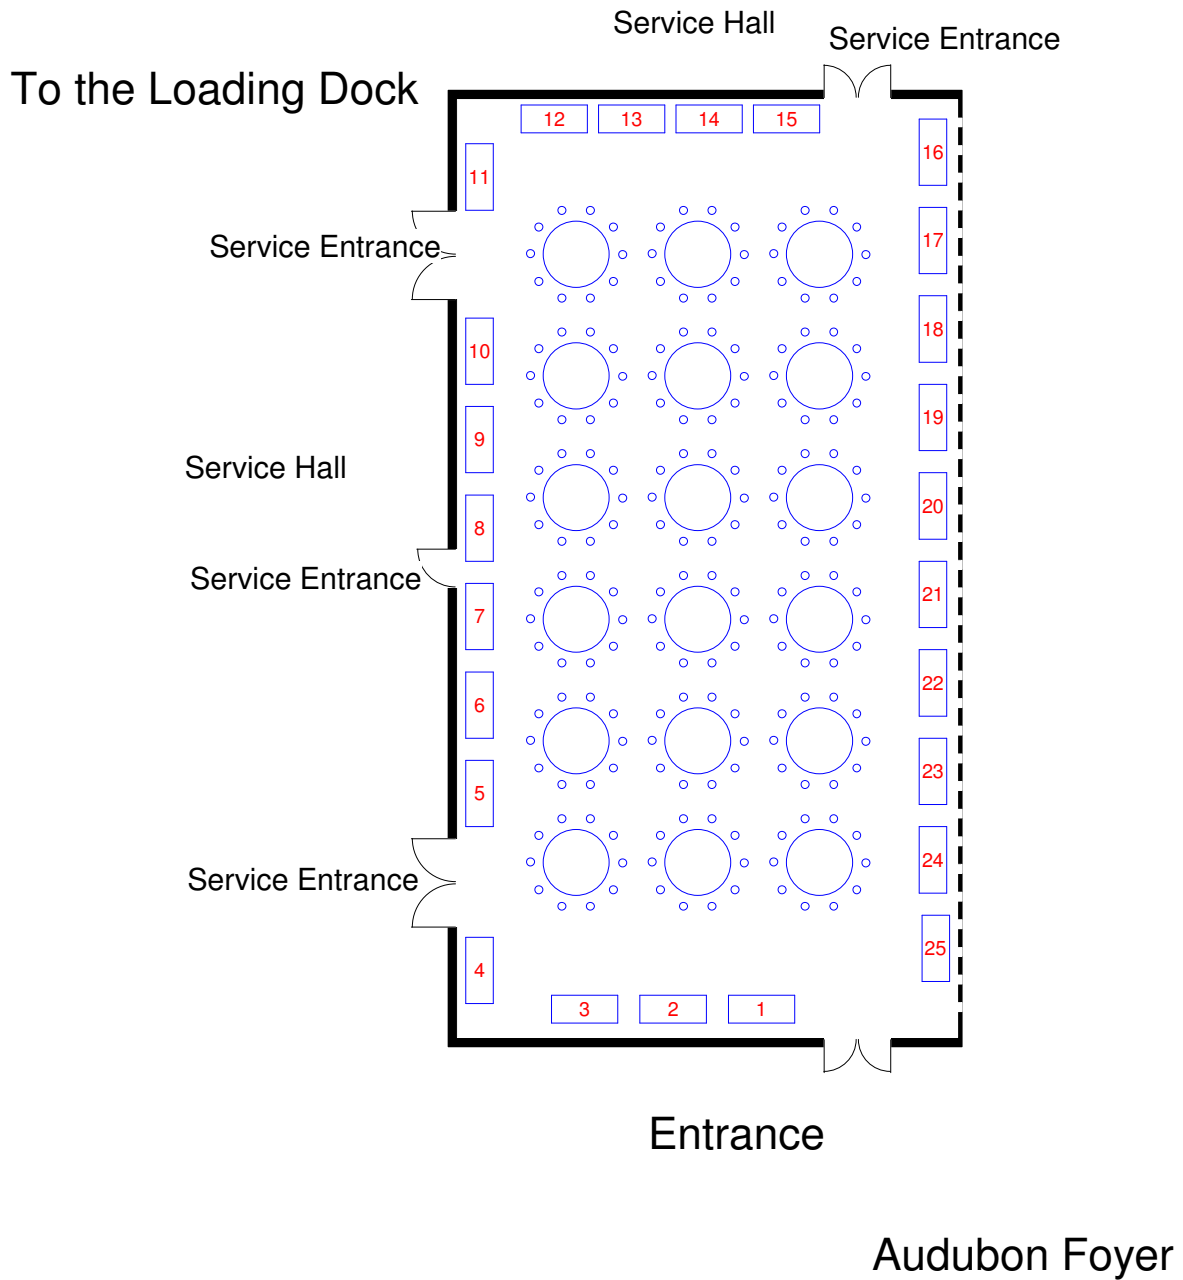 Service Hall
Service Entrance
To the Loading Dock
12 13 14 15
16
11
17
Service Entrance
18
10
19
9
Service Hall
20
8
Service Entrance
21
7
22
6
23
5
24
Service Entrance
25
4
3 2 1
Entrance
Audubon Foyer